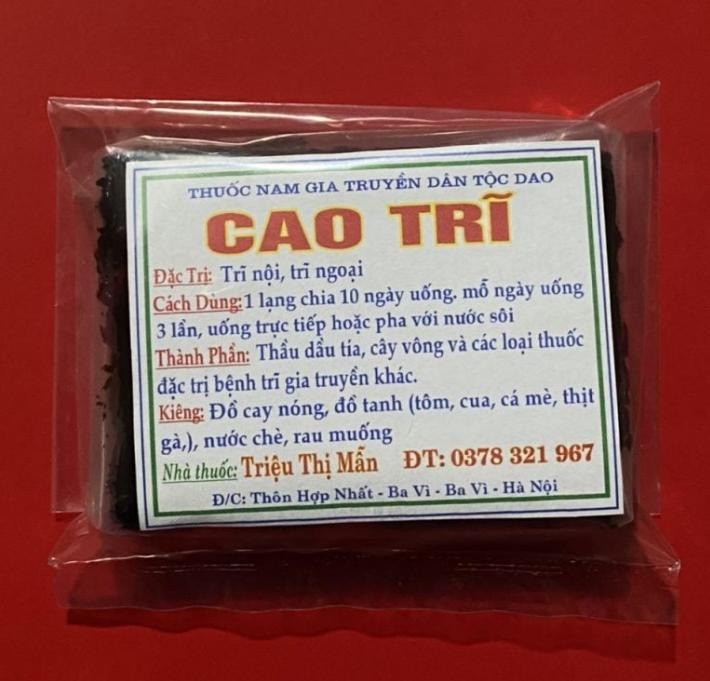 THUỐC NAM GIA TRUYỀN DÂN TỘC DAO
CAO TRĨ
Đặc Trị: Trĩ nội, trĩ ngoại
Cách Dùng:1 lạng chia 10 ngày uống. mỗ ngày uống
3 lần, uống trực tiếp hoặc pha với nước sôi
Thành Phần: Thầu dầu tía, cây vông và các loại thuốc
đặc trị bệnh trĩ gia truyền khác.
Kiêng: Đồ cay nóng, đồ tanh (tôm, cua, cá mè, thịt
gà,), nước chè, rau muống
Nhà thuốc: Triệu Thị Mẫn ĐT: 0378 321 967
Đ/C: Thôn Hợp Nhất - Ba Vì - Ba Vì - Hà Nội